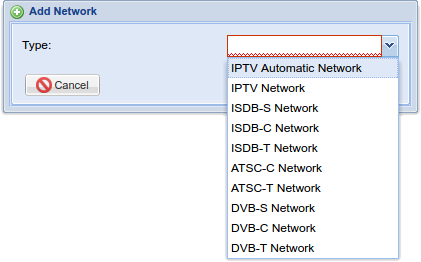 Add Network
Type:
IPTV Automatic Network
IPTV Network
ISDB-S Network
ISDB-C Network
ISDB-T Network
ATSC-C Network
ATSC-T Network
DVB-S Network
DVB-C Network
DVB-T Network
Cancel